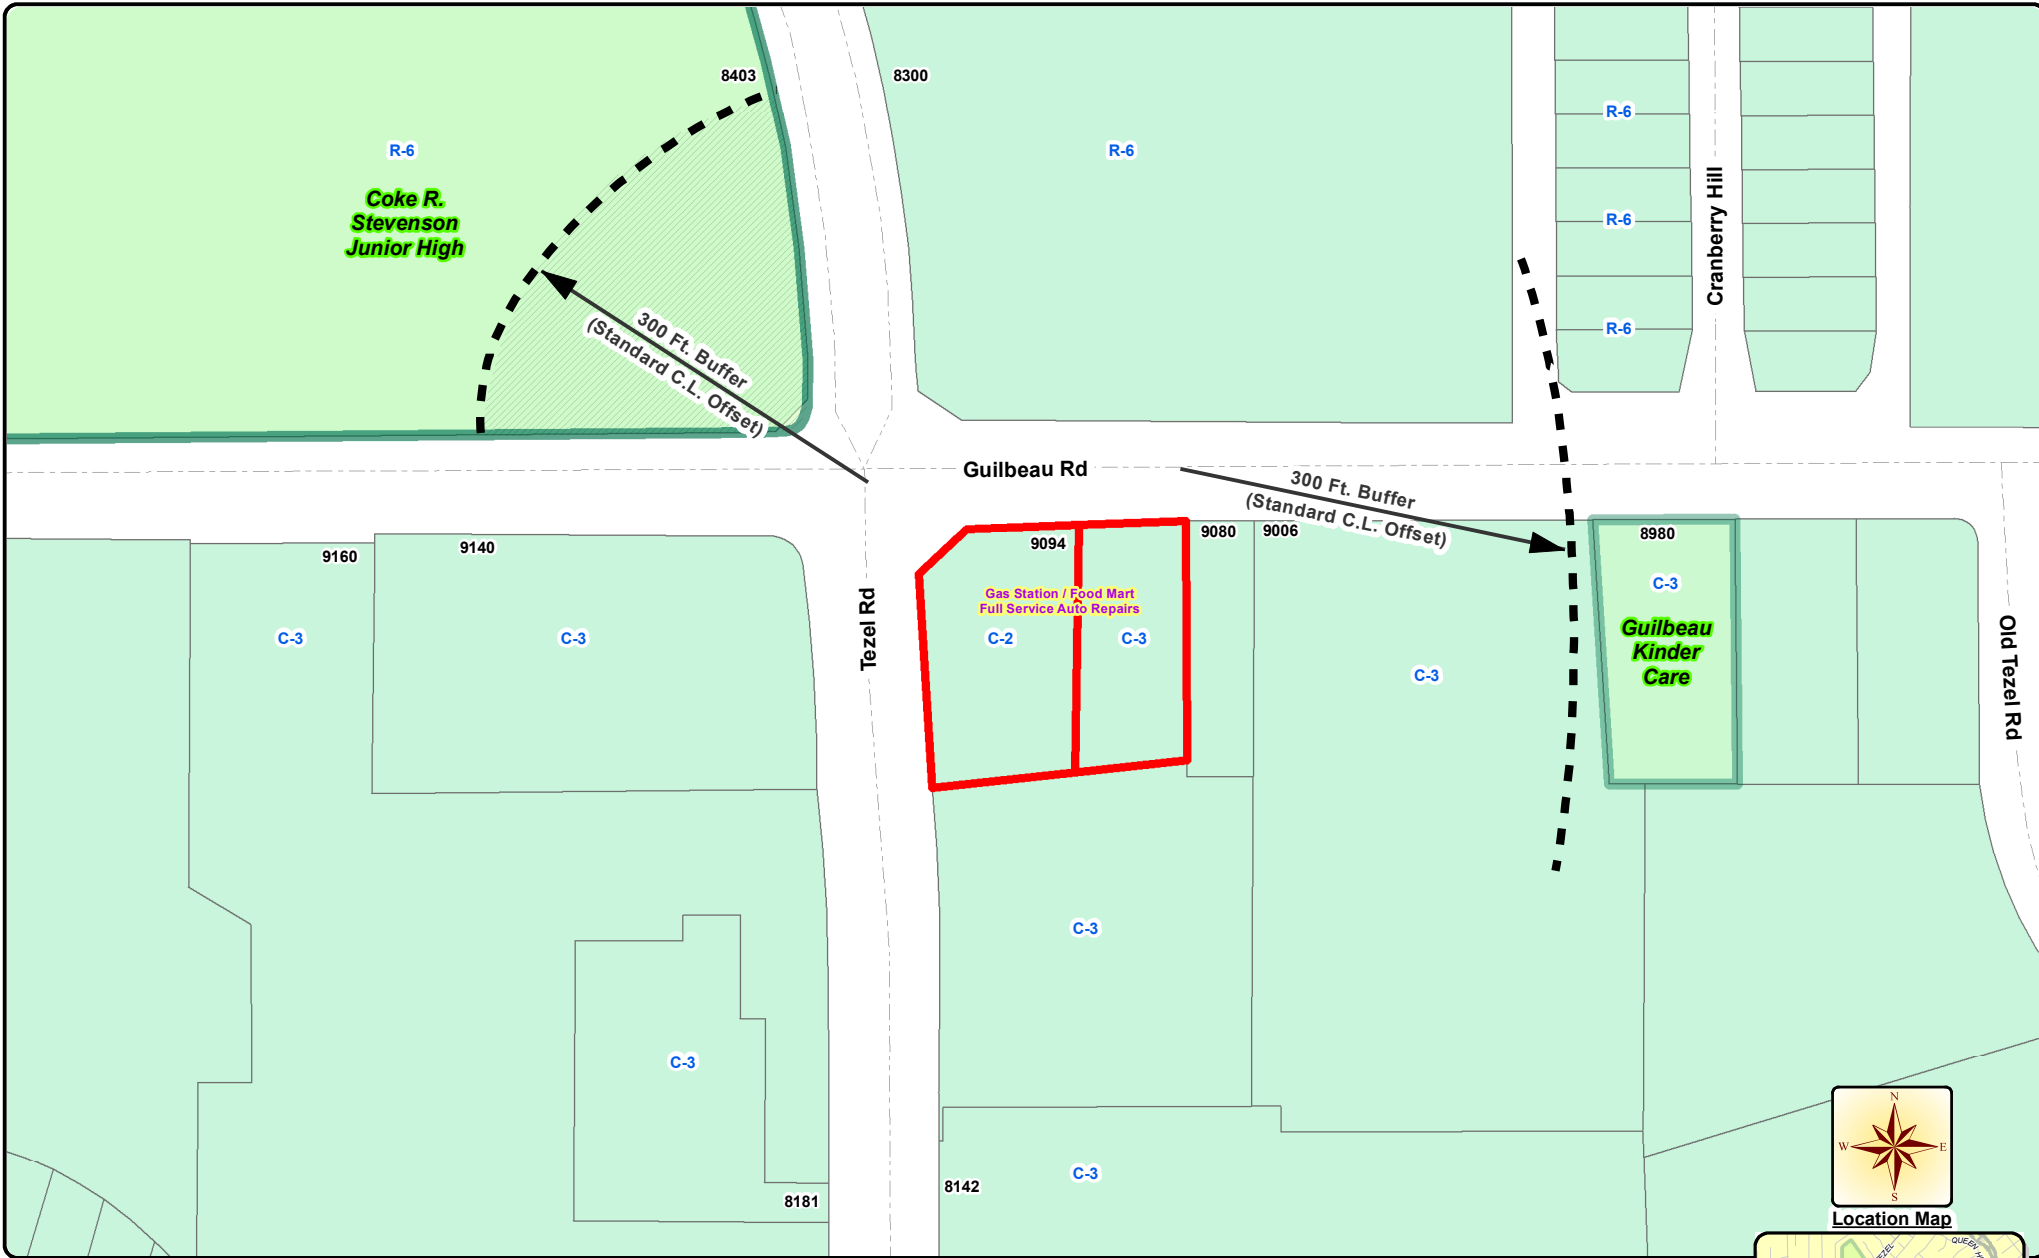 8403
8300
R-6
R-6
R-6
Coke R.
Stevenson
Junior High
Cranberry Hill
R-6
R-6
300 Ft. Buffer
(Standard C.L. Offset)
Guilbeau Rd
300 Ft. Buffer
(Standard C.L. Offset)
9160
9140
9094
9080
9006
8980
C-3
Gas Station / Food Mart
Full Service Auto Repairs
Tezel Rd
C-3
C-3
C-2
C-3
C-3
Guilbeau
Kinder
Care
Old Tezel Rd
C-3
C-3
C-3
8181
8142
N
W
E
S
Location Map
TEZEL